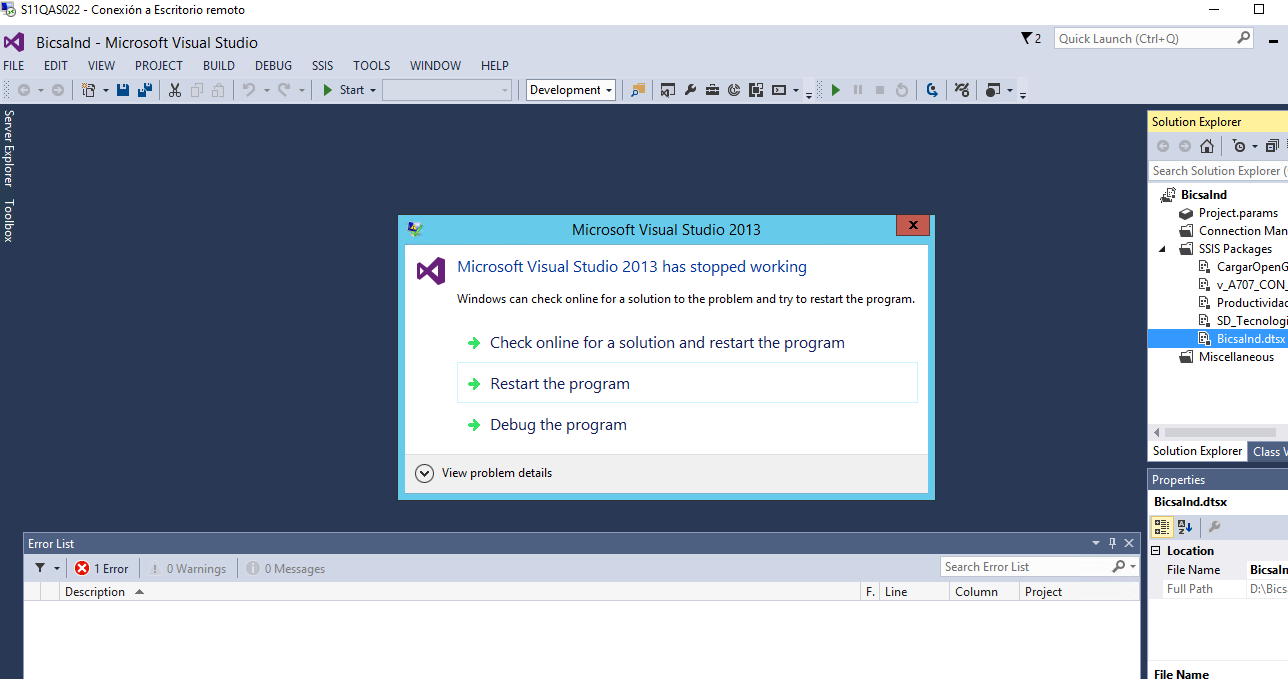 S11QAS022 - Conexión a Escritorio remoto
BicsaInd - Microsoft Visual Studio
2
Quick Launch (Ctrl+Q)
FILE EDIT VIEW PROJECT BUILD DEBUG SSIS TOOLS WINDOW HELP
Start
Development
Server Explorer
Toolbox
Solution Explorer
Search Solution Explorer (
BicsaInd
Project.params
Connection Man
SSIS Packages
CargarOpenG
v_A707_CON_
Productividad
SD_Tecnologi
BicsaInd.dtsx
Miscellaneous
Solution Explorer Class V
Microsoft Visual Studio 2013
Microsoft Visual Studio 2013 has stopped working
Windows can check online for a solution to the problem and try to restart the program.
Check online for a solution and restart the program
Restart the program
Debug the program
View problem details
Properties
BicsaInd.dtsx
Location
File Name BicsaIn
Full Path D:\Bics
File Name
Error List
1 Error 0 Warnings 0 Messages
Search Error List
Description F. Line Column Project